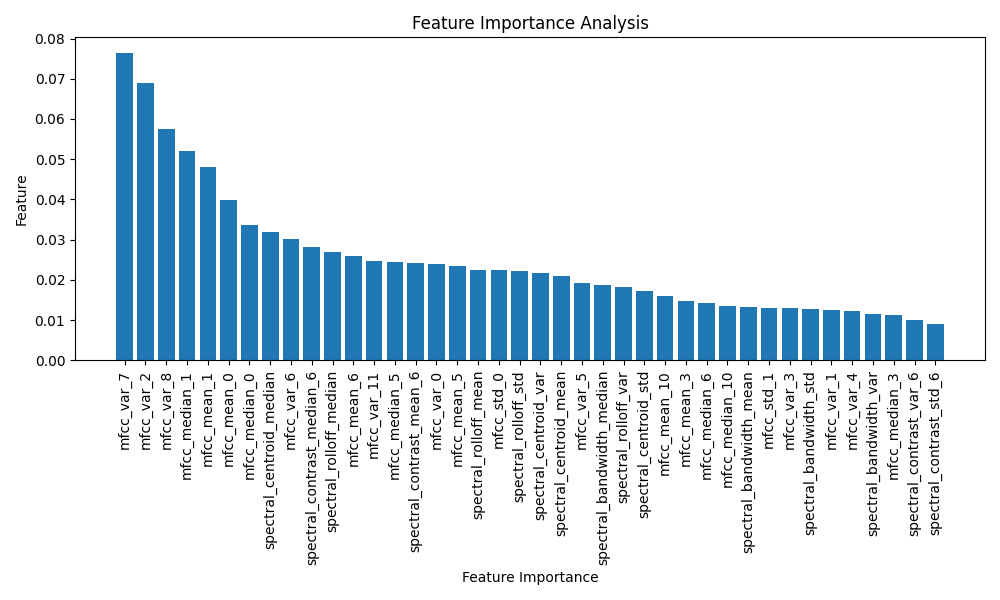 Feature Importance Analysis
Feature
0.08
0.07
0.06
0.05
0.04
0.03
0.02
0.01
0.00
mfcc_var_7
mfcc_var_2
mfcc_var_8
mfcc_median_1
mfcc_mean_1
mfcc_mean_0
mfcc_median_0
spectral_centroid_median
mfcc_var_6
spectral_contrast_median_6
spectral_rolloff_median
mfcc_mean_6
mfcc_var_11
mfcc_median_5
spectral_contrast_mean_6
mfcc_var_0
mfcc_mean_5
spectral_rolloff_mean
mfcc_std_0
spectral_rolloff_std
spectral_centroid_var
spectral_centroid_mean
mfcc_var_5
spectral_bandwidth_median
spectral_rolloff_var
spectral_centroid_std
mfcc_mean_10
mfcc_mean_3
mfcc_median_6
mfcc_median_10
spectral_bandwidth_mean
mfcc_std_1
mfcc_var_3
spectral_bandwidth_std
mfcc_var_1
mfcc_var_4
spectral_bandwidth_var
mfcc_median_3
spectral_contrast_var_6
spectral_contrast_std_6
Feature Importance